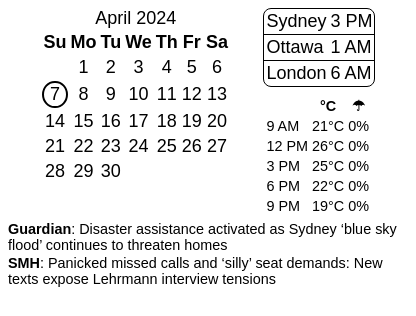 April 2024
Su Mo Tu We Th Fr Sa
1 2 3 4 5 6
7 8 9 10 11 12 13
14 15 16 17 18 19 20
21 22 23 24 25 26 27
28 29 30
Sydney 3 PM
Ottawa 1 AM
London 6 AM
°C ☂
9 AM 21°C 0%
12 PM 26°C 0%
3 PM 25°C 0%
6 PM 22°C 0%
9 PM 19°C 0%
Guardian: Disaster assistance activated as Sydney ‘blue sky
flood’ continues to threaten homes
SMH: Panicked missed calls and ‘silly’ seat demands: New
texts expose Lehrmann interview tensions